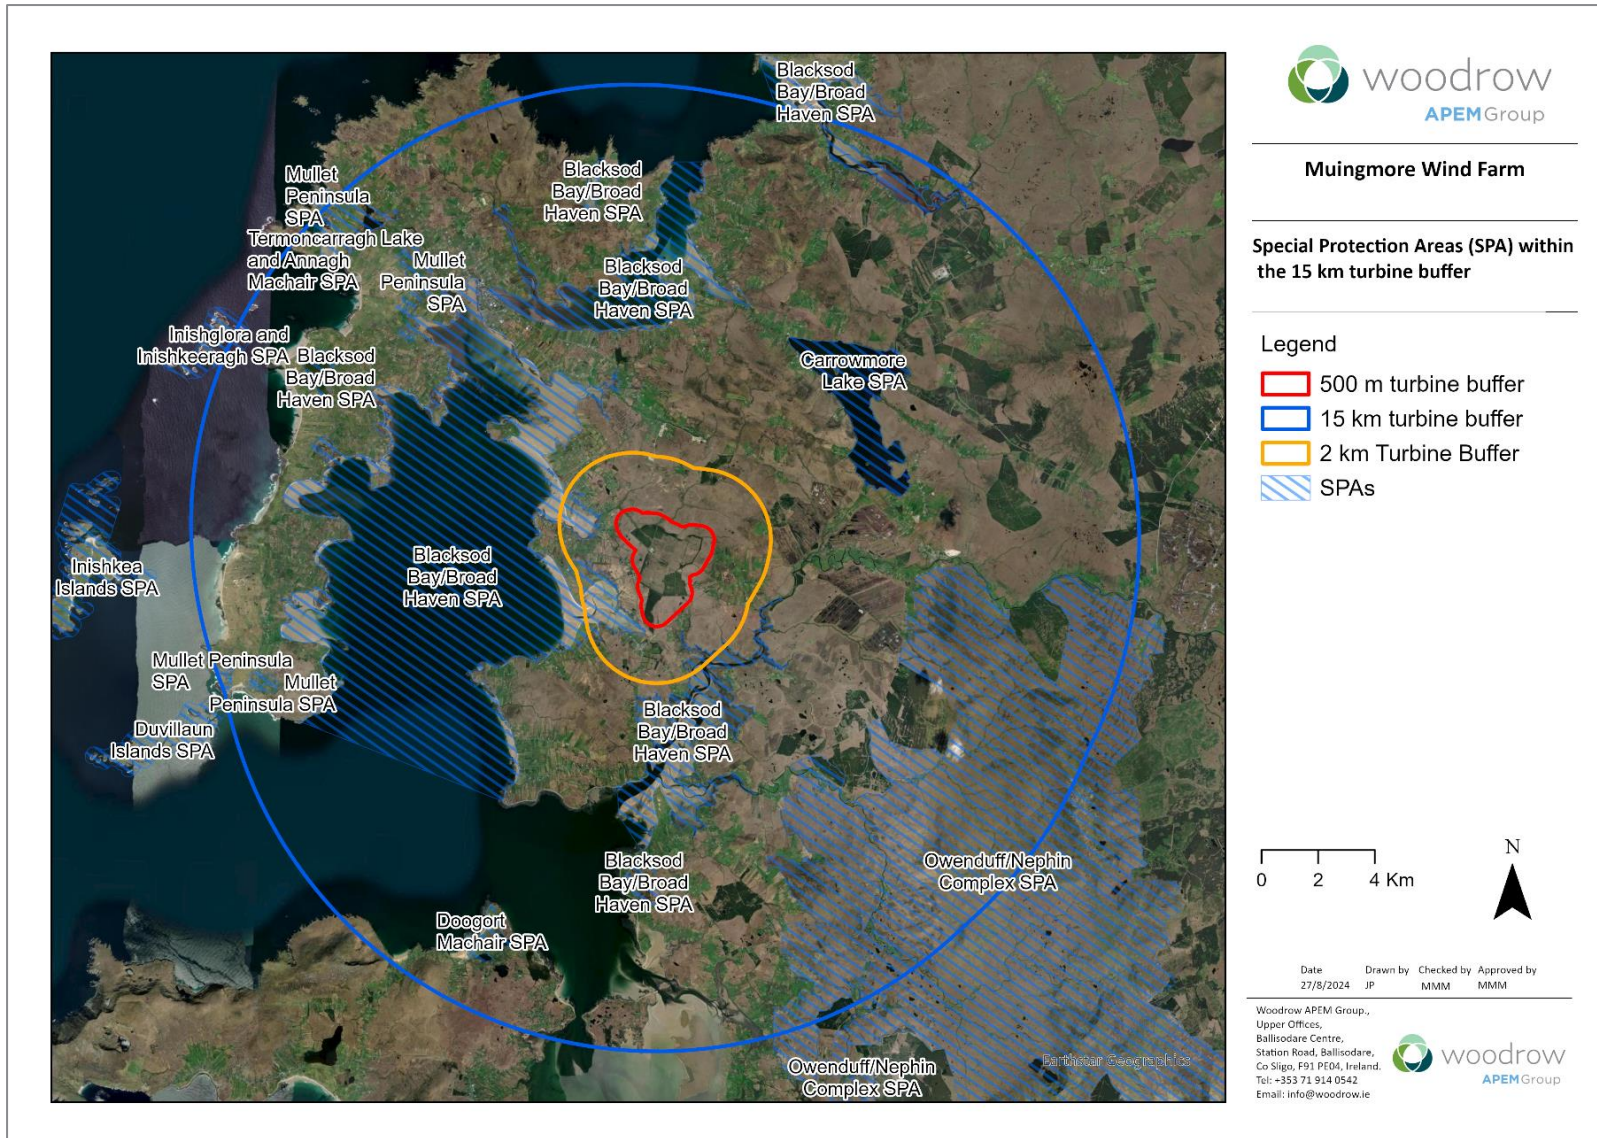 Blacksod
Bay/Broad
Haven SPA
Blacksod
Bay/Broad
Haven SPA
Mullet
Peninsula
SPA
Termoncarragh Lake
and Annagh
Machair SPA
Mullet
Peninsula
SPA
Blacksod
Bay/Broad
Haven SPA
Inishglora and
Inishkeeragh SPA
Blacksod
Bay/Broad
Haven SPA
Carrowmore
Lake SPA
Blacksod
Bay/Broad
Haven SPA
Inishkea
Islands SPA
Mullet Peninsula
SPA
Mullet
Peninsula SPA
Duvillaun
Islands SPA
Blacksod
Bay/Broad
Haven SPA
Blacksod
Bay/Broad
Haven SPA
Owenduff/Nephin
Complex SPA
Doogort
Machair SPA
Owenduff/Nephin
Complex SPA
Earthstar Geographics
woodrow
APEM Group
Muingmore Wind Farm
Special Protection Areas (SPA) within
the 15 km turbine buffer
Legend
500 m turbine buffer
15 km turbine buffer
2 km Turbine Buffer
SPAs
N
0 2 4 Km
Date Drawn by Checked by Approved by
27/8/2024 JP MMM MMM
Woodrow APEM Group.,
Upper Offices,
Ballisodare Centre,
Station Road, Ballisodare,
Co Sligo, F91 PE04, Ireland.
Tel: +353 71 914 0542
Email: info@woodrow.ie
woodrow
APEM Group